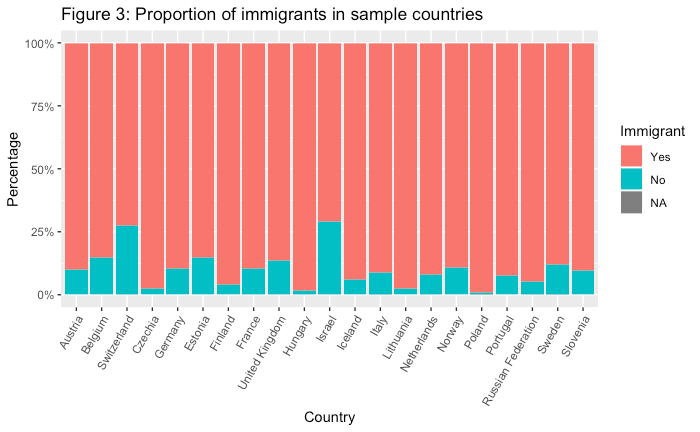 Figure 3: Proportion of immigrants in sample countries
100%
75%
50%
25%
0%
Percentage
Austria
Belgium
Switzerland
Czechia
Germany
Estonia
Finland
France
United Kingdom
Hungary
Israel
Iceland
Italy
Lithuania
Netherlands
Norway
Poland
Portugal
Russian Federation
Sweden
Slovenia
Country
Immigrant
Yes
No
NA